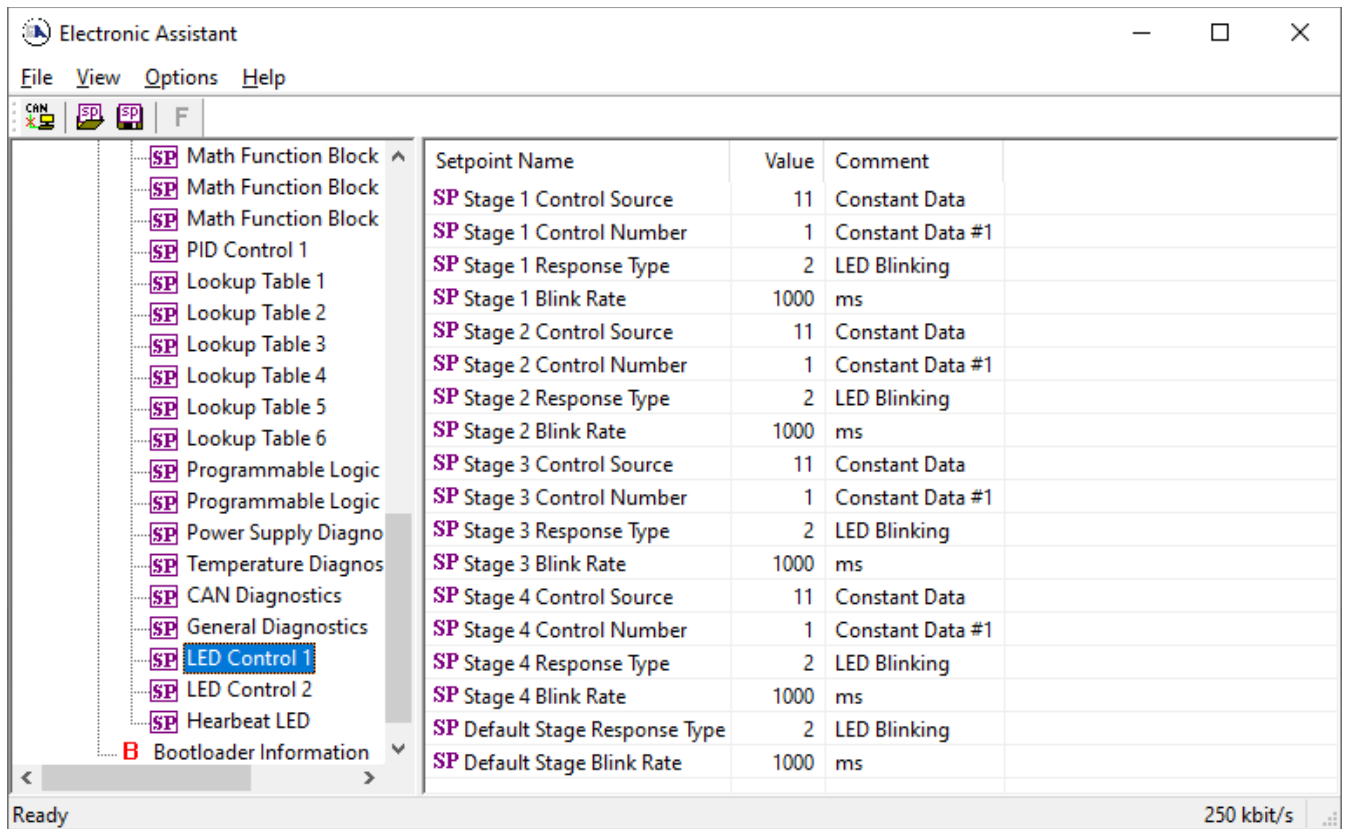 Electronic Assistant
File View Options Help
CAN SP SP F
SP Math Function Block
SP Math Function Block
SP Math Function Block
SP PID Control 1
SP Lookup Table 1
SP Lookup Table 2
SP Lookup Table 3
SP Lookup Table 4
SP Lookup Table 5
SP Lookup Table 6
SP Programmable Logic
SP Programmable Logic
SP Power Supply Diagno
SP Temperature Diagnos
SP CAN Diagnostics
SP General Diagnostics
SP LED Control 1
SP LED Control 2
SP Hearbeat LED
B Bootloader Information
Setpoint Name Value Comment
SP Stage 1 Control Source 11 Constant Data
SP Stage 1 Control Number 1 Constant Data #1
SP Stage 1 Response Type 2 LED Blinking
SP Stage 1 Blink Rate 1000 ms
SP Stage 2 Control Source 11 Constant Data
SP Stage 2 Control Number 1 Constant Data #1
SP Stage 2 Response Type 2 LED Blinking
SP Stage 2 Blink Rate 1000 ms
SP Stage 3 Control Source 11 Constant Data
SP Stage 3 Control Number 1 Constant Data #1
SP Stage 3 Response Type 2 LED Blinking
SP Stage 3 Blink Rate 1000 ms
SP Stage 4 Control Source 11 Constant Data
SP Stage 4 Control Number 1 Constant Data #1
SP Stage 4 Response Type 2 LED Blinking
SP Stage 4 Blink Rate 1000 ms
SP Default Stage Response Type 2 LED Blinking
SP Default Stage Blink Rate 1000 ms
Ready 250 kbit/s